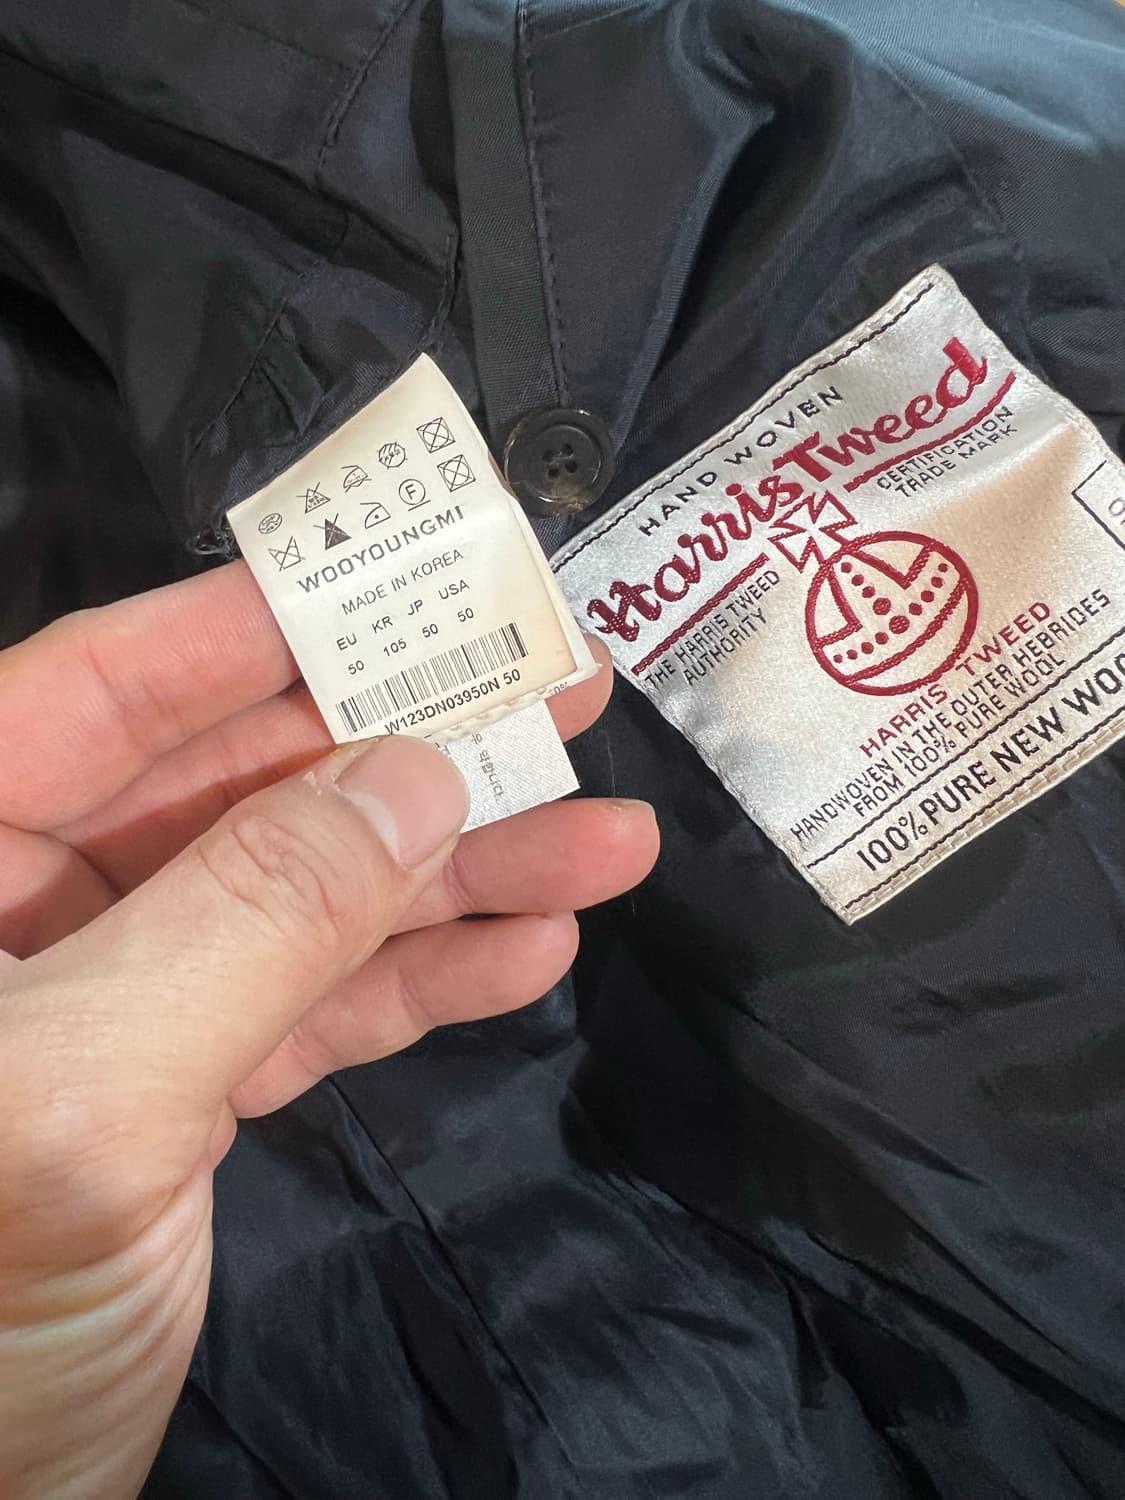 WOOYOUNGMI
MADE IN KOREA
EU KR JP USA
50 105 50 50
W123DN03950N 50
F
HAND WOVEN
Harris Tweed
CERTIFICATION
TRADE MARK
THE HARRIS TWEED
AUTHORITY
HARRIS TWEED
HANDWOVEN IN THE OUTER HEBRIDES
FROM 100% PURE WOOL
100% PURE NEW WOO